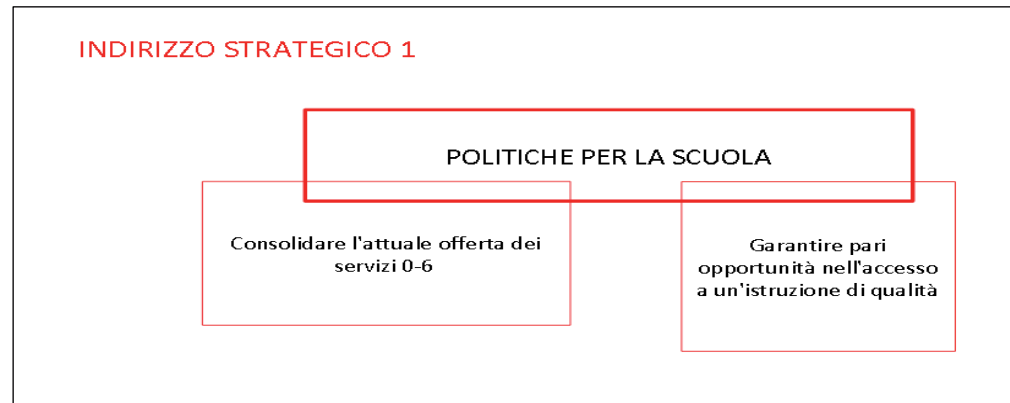 INDIRIZZO STRATEGICO 1
POLITICHE PER LA SCUOLA
Consolidare l'attuale offerta dei
servizi 0-6
Garantire pari
opportunità nell'accesso
a un'istruzione di qualità